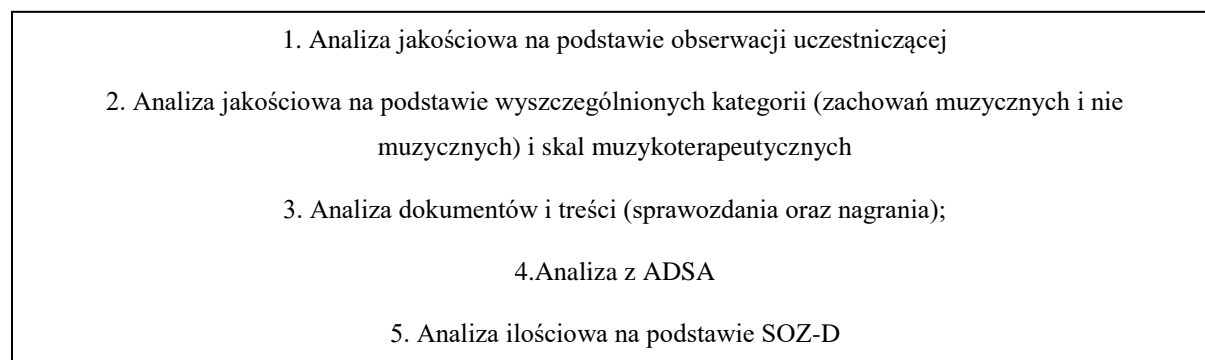 1. Analiza jakościowa na podstawie obserwacji uczestniczącej
2. Analiza jakościowa na podstawie wyszczególnionych kategorii (zachowań muzycznych i nie
muzycznych) i skal muzykoterapeutycznych
3. Analiza dokumentów i treści (sprawozdania oraz nagrania);
4.Analiza z ADSA
5. Analiza ilościowa na podstawie SOZ-D